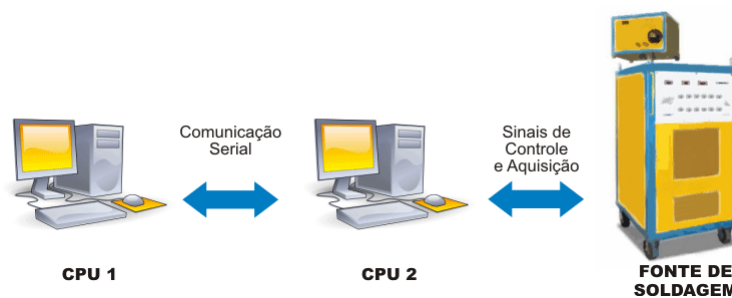 Comunicação
Serial
Sinais de
Controle
e Aquisição
CPU 1
CPU 2
FONTE DE
SOLDAGEM